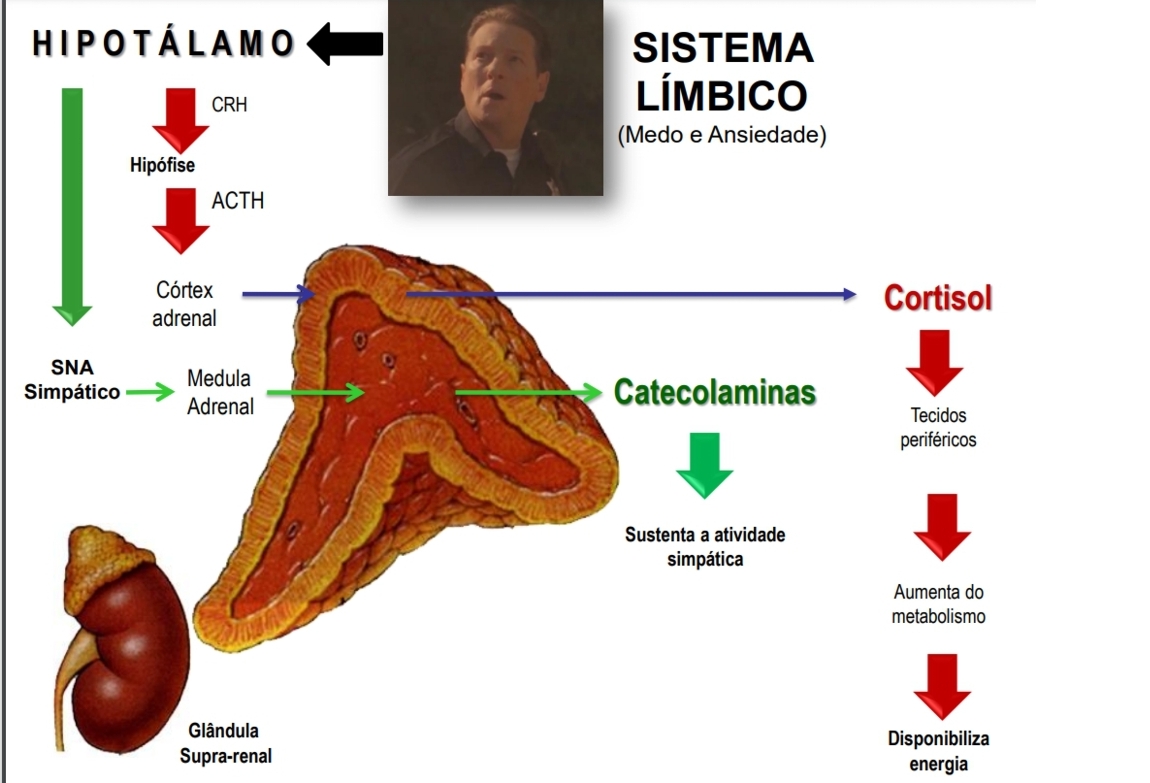 HIPOTÁLAMO
SISTEMA
LÍMBICO
(Medo e Ansiedade)
CRH
Hipófise
ACTH
Córtex
adrenal
Cortisol
SNA
Simpático
Medula
Adrenal
Catecolaminas
Tecidos
periféricos
Sustenta a atividade
simpática
Aumenta do
metabolismo
Glândula
Supra-renal
Disponibiliza
energia